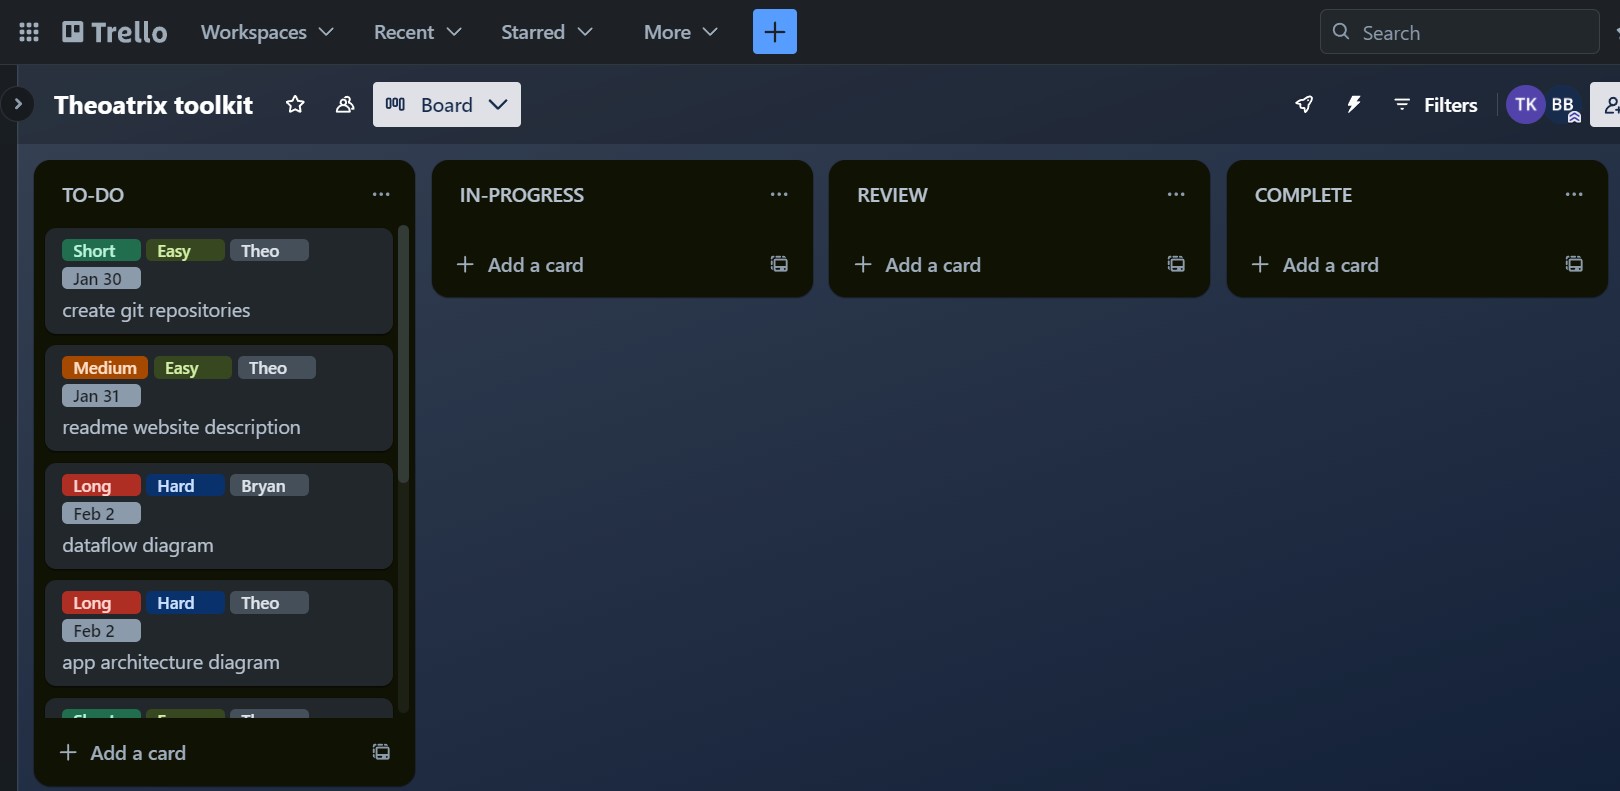 Trello Workspaces Recent Starred More Search
Theoatrix toolkit Board Filters TK BB
TO-DO
Short Easy Theo
Jan 30
create git repositories
Medium Easy Theo
Jan 31
readme website description
Long Hard Bryan
Feb 2
dataflow diagram
Long Hard Theo
Feb 2
app architecture diagram
Add a card
IN-PROGRESS
Add a card
REVIEW
Add a card
COMPLETE
Add a card